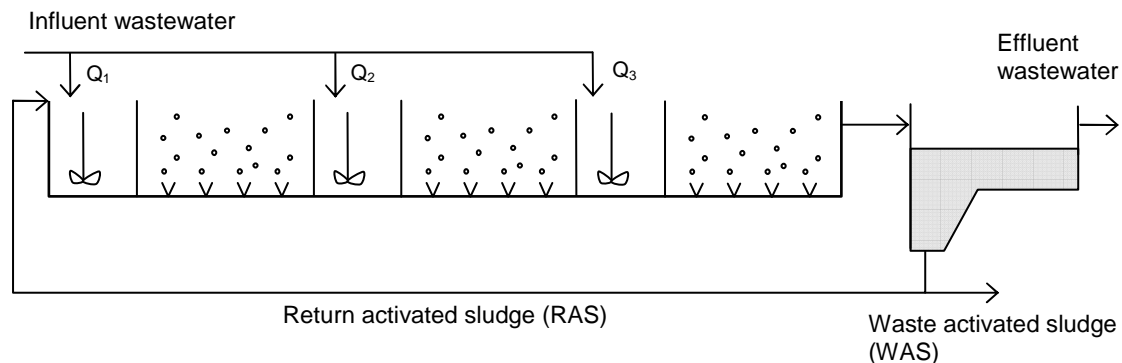 Influent wastewater
Effluent
wastewater
Q₁
Q₂
Q₃
Return activated sludge (RAS)
Waste activated sludge
(WAS)